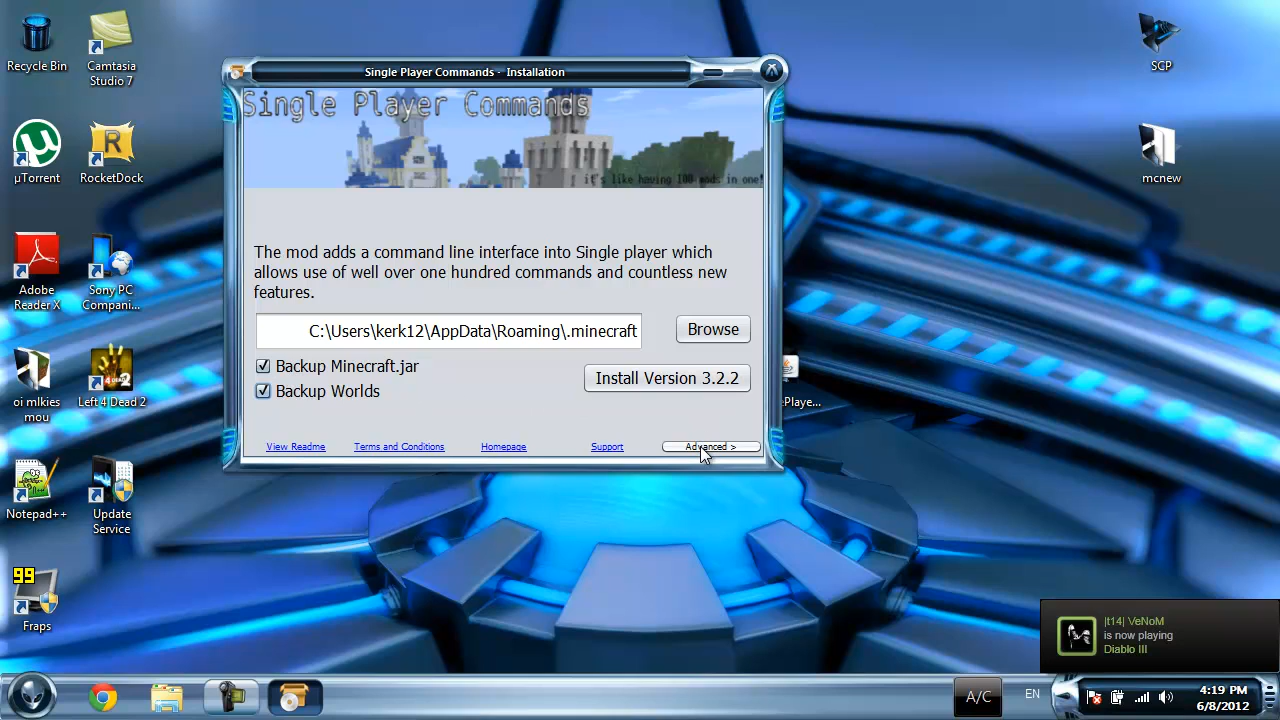 Recycle Bin
Camtasia
Studio 7
µTorrent
RocketDock
Adobe
Reader X
Sony PC
Compani...
oi mlkies
mou
Left 4 Dead 2
Notepad++
Update
Service
99
Fraps
SCP
mcnew
Playe...
Single Player Commands - Installation
Single Player Commands
it's like having 100 mods in one!
The mod adds a command line interface into Single player which
allows use of well over one hundred commands and countless new
features.
C:\Users\kerk12\AppData\Roaming\.minecraft
Browse
Backup Minecraft.jar
Backup Worlds
Install Version 3.2.2
View Readme
Terms and Conditions
Homepage
Support
Advanced >
|t14| VeNoM
is now playing
Diablo III
A/C
EN
4:19 PM
6/8/2012